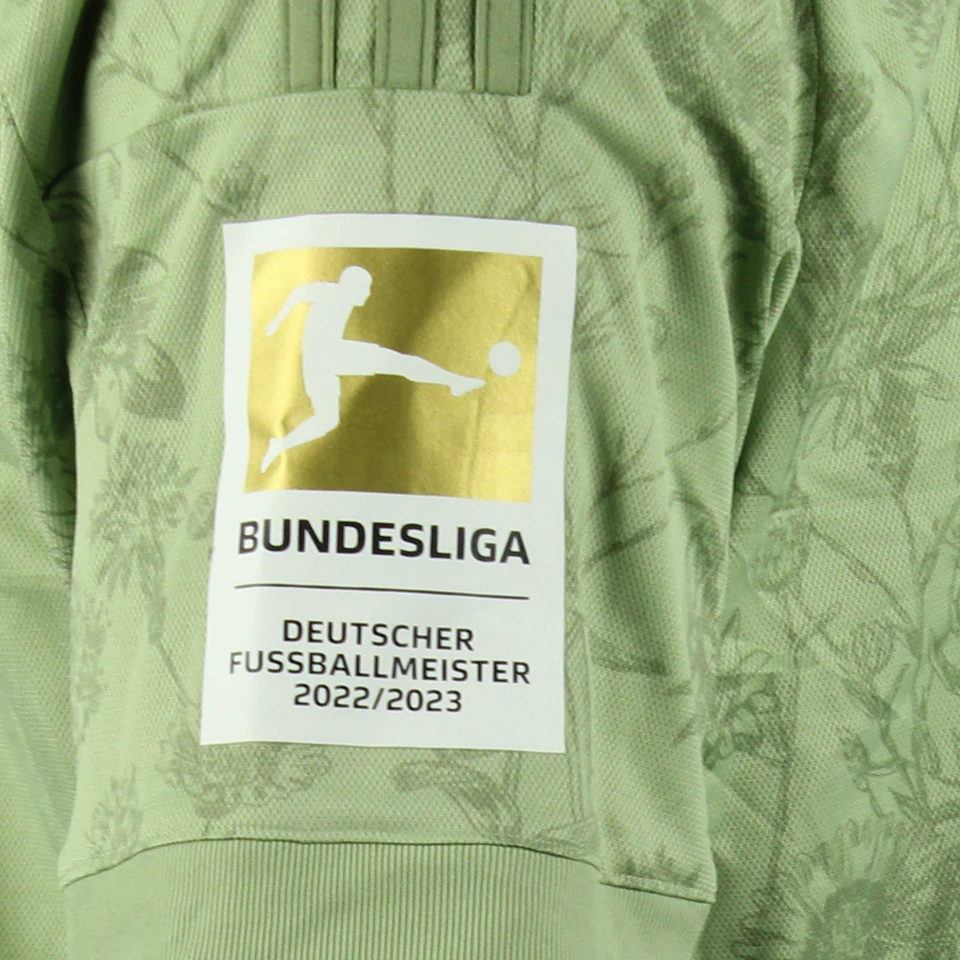 BUNDESLIGA
DEUTSCHER
FUSSBALLMEISTER
2022/2023